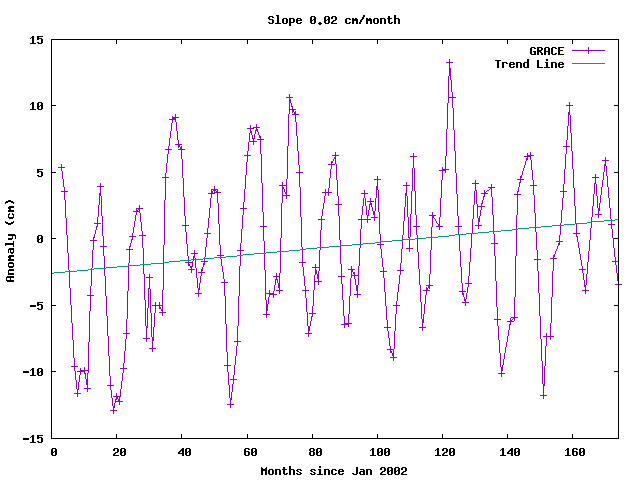 Slope 0.02 cm/month
15
GRACE
Trend Line
10
5
0
-5
-10
-15
Anomaly (cm)
0 20 40 60 80 100 120 140 160
Months since Jan 2002